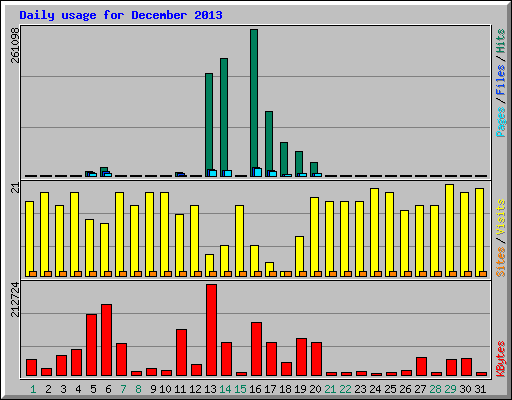 Daily usage for December 2013
261098
Pages / Files / Hits
21
Sites / Visits
212724
KBytes
1 2 3 4 5 6 7 8 9 10 11 12 13 14 15 16 17 18 19 20 21 22 23 24 25 26 27 28 29 30 31